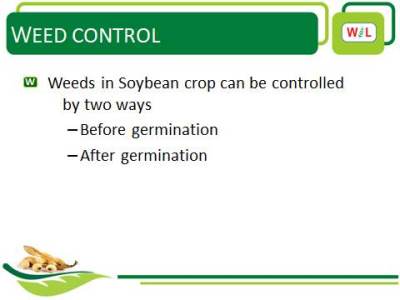 WEED CONTROL
W L
W Weeds in Soybean crop can be controlled
by two ways
– Before germination
– After germination